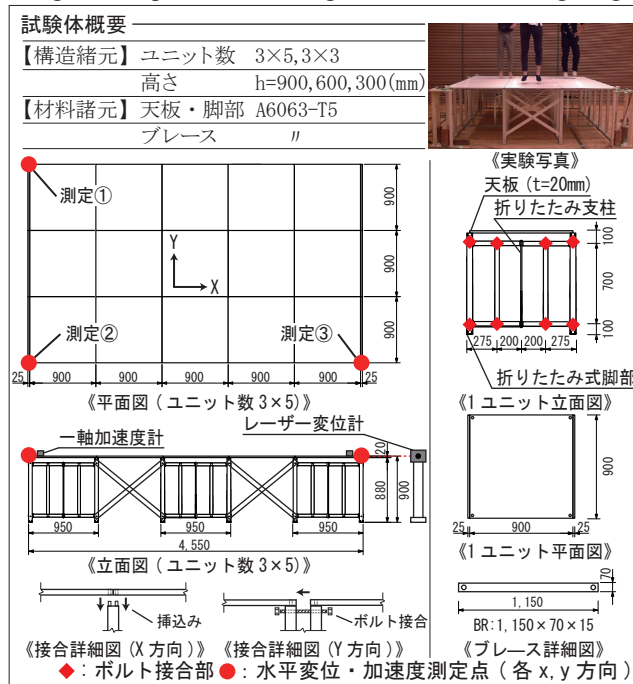 試験体概要
【構造緒元】 ユニット数 3×5,3×3
高さ h=900,600,300(mm)
【材料諸元】 天板・脚部 A6063-T5
ブレース 〃
《実験写真》
測定①
測定②
測定③
Y
X
900
900
900
25
900
900
900
900
900
25
《平面図(ユニット数 3×5)》
天板(t=20mm)
折りたたみ支柱
100
700
100
275
200
200
275
折りたたみ式脚部
《1ユニット立面図》
一軸加速度計
レーザー変位計
20
880
900
950
950
950
4,550
《立面図(ユニット数 3×5)》
900
25
900
25
《1ユニット平面図》
挿込み
ボルト接合
《接合詳細図(X 方向)》
《接合詳細図(Y方向)》
70
1,150
BR:1,150×70×15
《ブレース詳細図》
◆:ボルト接合部 ●:水平変位・加速度測定点(各 x,y 方向)